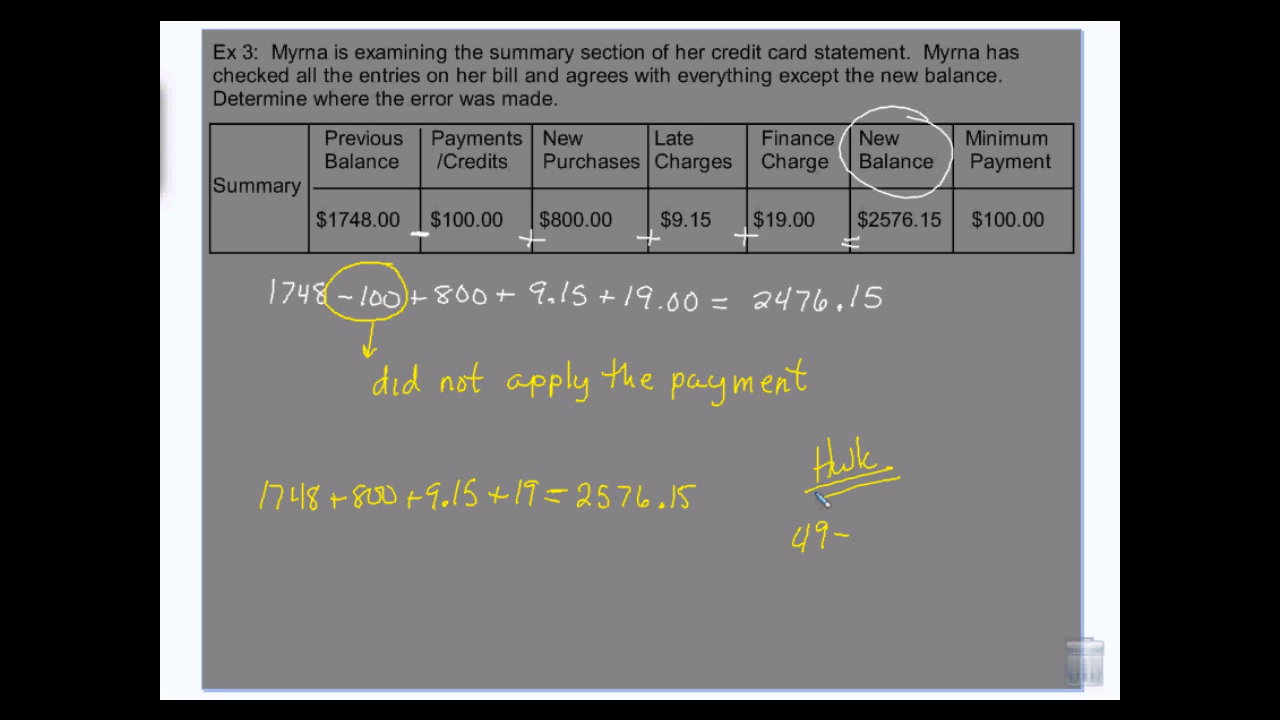 Ex 3: Myrna is examining the summary section of her credit card statement. Myrna has
checked all the entries on her bill and agrees with everything except the new balance.
Determine where the error was made.
Summary
Previous Balance
Payments /Credits
New Purchases
Late Charges
Finance Charge
New Balance
Minimum Payment
$1748.00 - $100.00 + $800.00 + $9.15 + $19.00 = $2576.15 $100.00
1748 - 100 + 800 + 9.15 + 19.00 = 2476.15
did not apply the payment
Hwk.
1748 + 800 + 9.15 + 19 = 2576.15
49 -